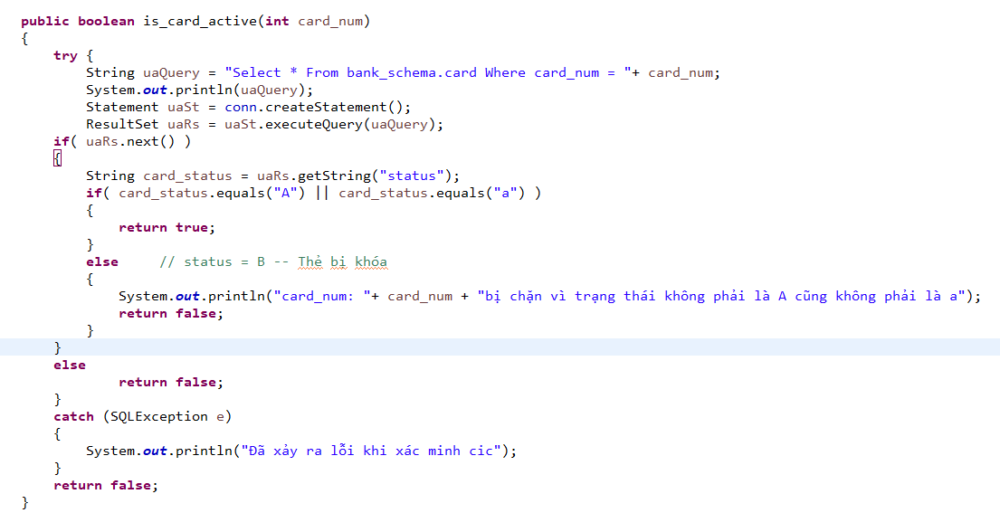 public boolean is_card_active(int card_num)
{
    try {
        String uaQuery = "Select * From bank_schema.card Where card_num = "+ card_num;
        System.out.println(uaQuery);
        Statement uaSt = conn.createStatement();
        ResultSet uaRs = uaSt.executeQuery(uaQuery);
    if( uaRs.next() )
    {
        String card_status = uaRs.getString("status");
        if( card_status.equals("A") || card_status.equals("a") )
        {
            return true;
        }
        else     // status = B -- Thẻ bị khóa
        {
            System.out.println("card_num: "+ card_num + "bị chặn vì trạng thái không phải là A cũng không phải là a");
            return false;
        }
    }
    else
            return false;
    }
    catch (SQLException e)
    {
        System.out.println("Đã xảy ra lỗi khi xác minh cic");
    }
    return false;
}